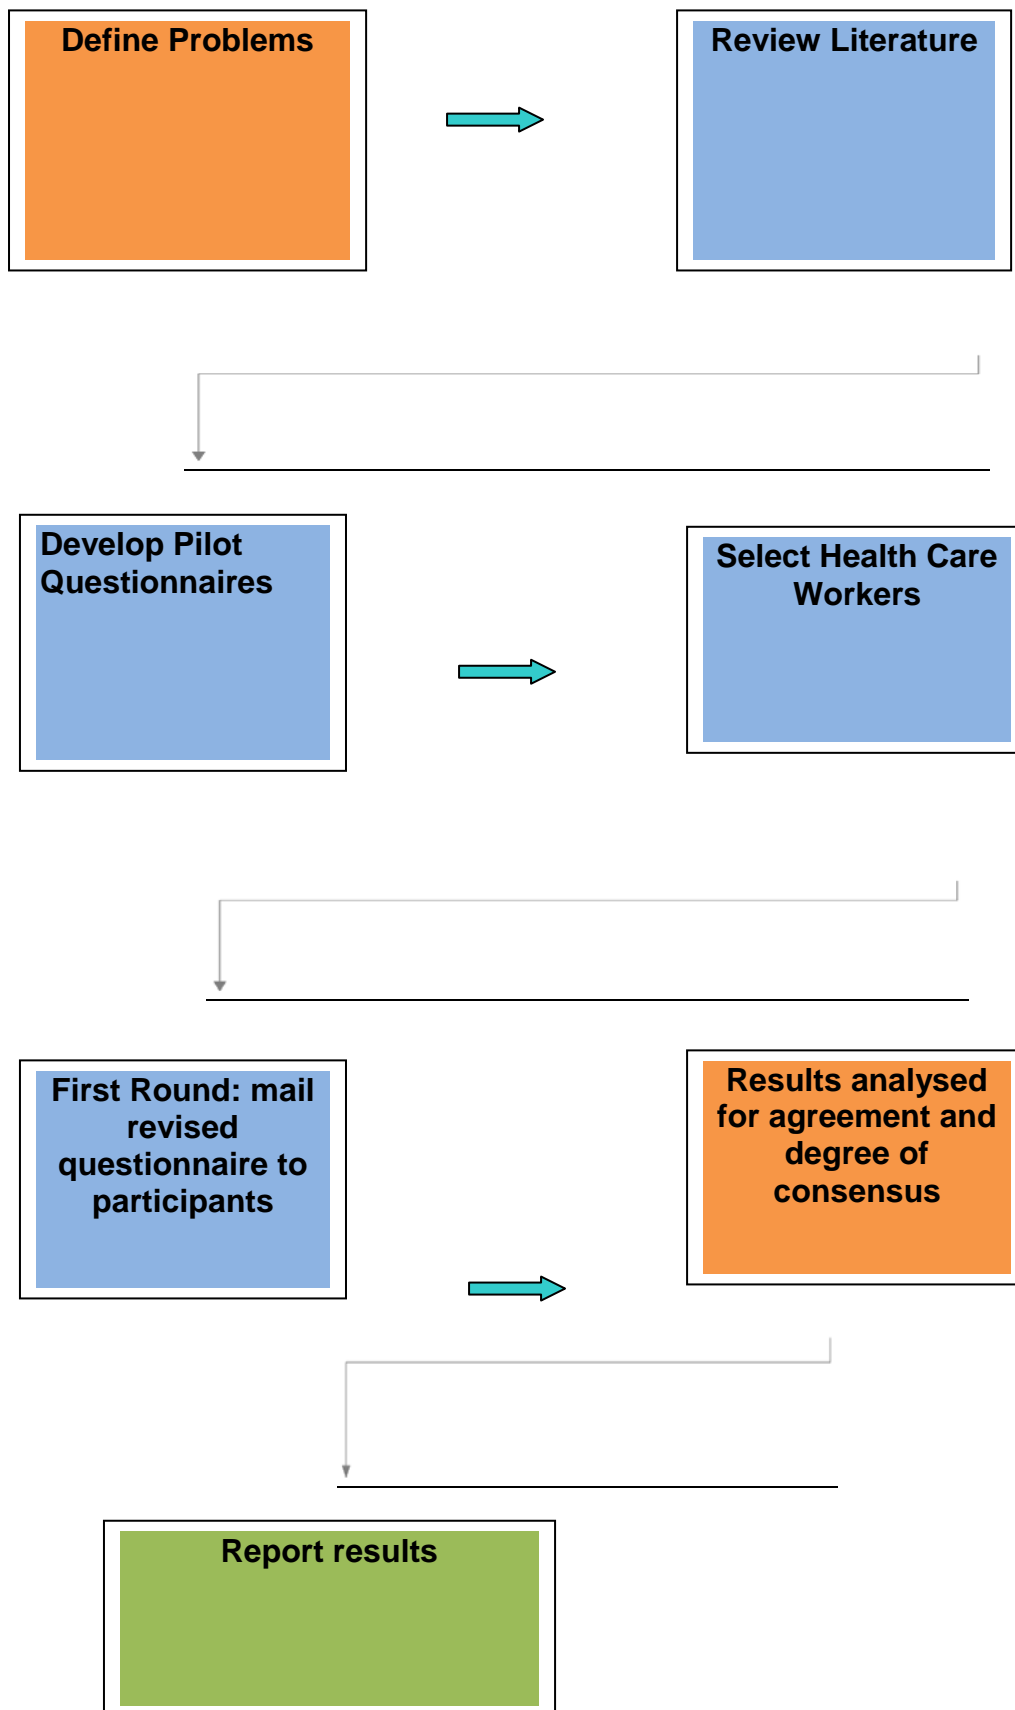 Define Problems
Review Literature
Develop Pilot
Questionnaires
Select Health Care
Workers
First Round: mail
revised
questionnaire to
participants
Results analysed
for agreement and
degree of
consensus
Report results